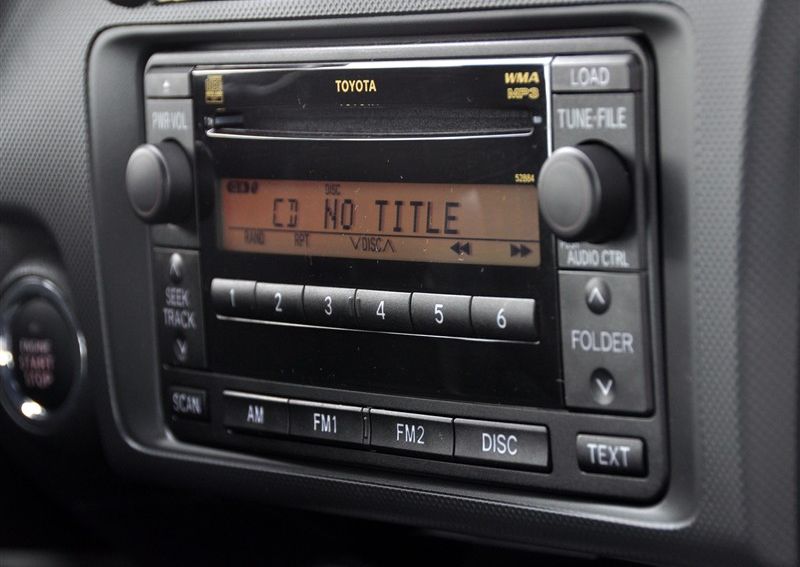 TOYOTA
WMA
MP3
LOAD
PWR·VOL
TUNE·FILE
52884
DISC
CD NO TITLE
RAND RPT ∨DISC∧ ◀◀ ▶▶
AUDIO CTRL
SEEK
TRACK
1 2 3 4 5 6
FOLDER
ENGINE
START
STOP
SCAN
AM FM1 FM2 DISC
TEXT